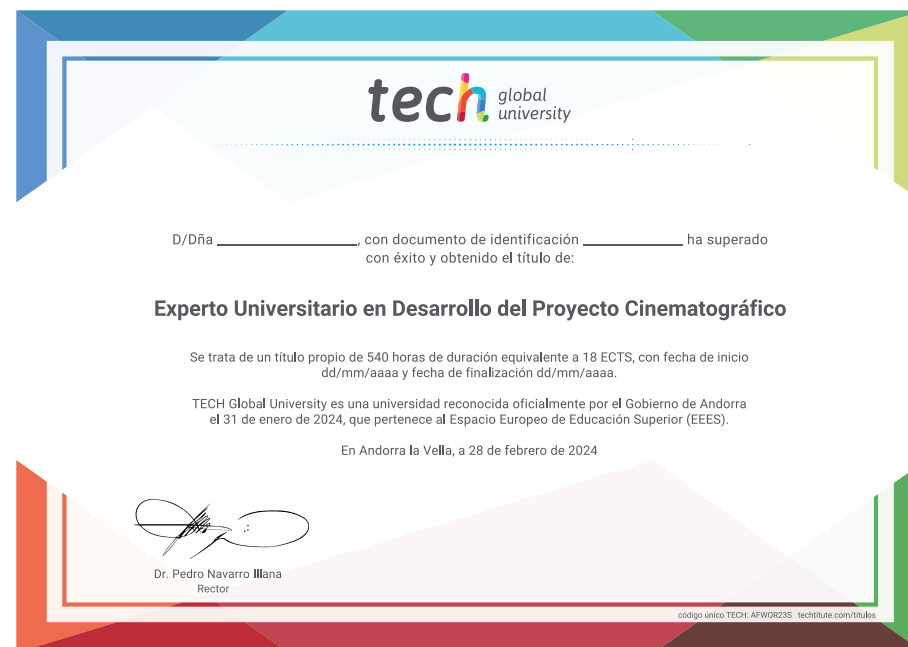 tech global university
D/Dña ____________, con documento de identificación ____________ ha superado
con éxito y obtenido el título de:
Experto Universitario en Desarrollo del Proyecto Cinematográfico
Se trata de un título propio de 540 horas de duración equivalente a 18 ECTS, con fecha de inicio
dd/mm/aaaa y fecha de finalización dd/mm/aaaa.
TECH Global University es una universidad reconocida oficialmente por el Gobierno de Andorra
el 31 de enero de 2024, que pertenece al Espacio Europeo de Educación Superior (EEES).
En Andorra la Vella, a 28 de febrero de 2024
Dr. Pedro Navarro Illana
Rector
código único TECH: AFWOR23S techtitute.com/titulos